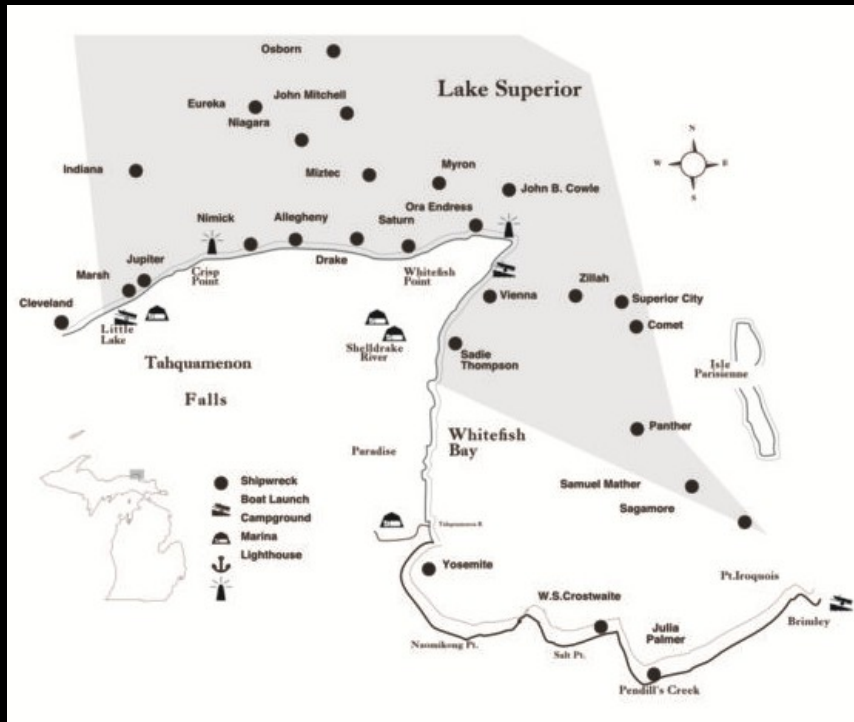 Osborn
Lake Superior
John Mitchell
Eureka
Niagara
N
W E
S
Indiana
Miztec
Myron
John B. Cowle
Nimick
Allegheny
Saturn
Ora Endress
Drake
Crisp
Point
Whitefish
Point
Jupiter
Marsh
Cleveland
Little
Lake
Vienna
Zillah
Superior City
Comet
Shelldrake
River
Sadie
Thompson
Isle
Parisienne
Tahquamenon
Falls
Whitefish
Bay
Paradise
Panther
Samuel Mather
Sagamore
Shipwreck
Boat Launch
Campground
Marina
Lighthouse
Tahquamenon R.
Yosemite
Pt.Iroquois
W.S.Crostwaite
Julia
Palmer
Brimley
Naomikong Pt.
Salt Pt.
Pendill's Creek